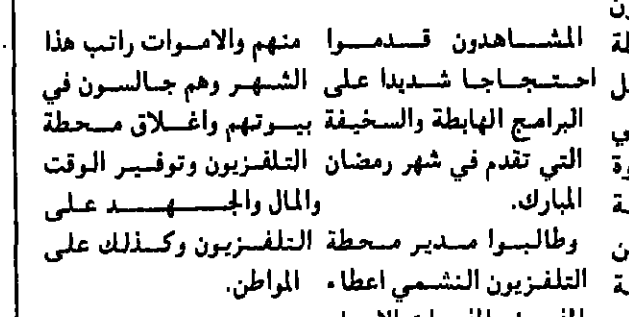 المشاهدون قدموا
احتجاجا شديدا على
البرامج الهابطة والسخيفة
التي تقدم في شهر رمضان
المبارك.
وطالبوا مدير محطة
التلفزيون النشمي اعطاء
منهم والاموات راتب هذا
الشهر وهم جالسون في
بيوتهم واغلاق محطة
التلفزيون وتوفير الوقت
والمال والجهد على
التلفزيون وكذلك على
المواطن.